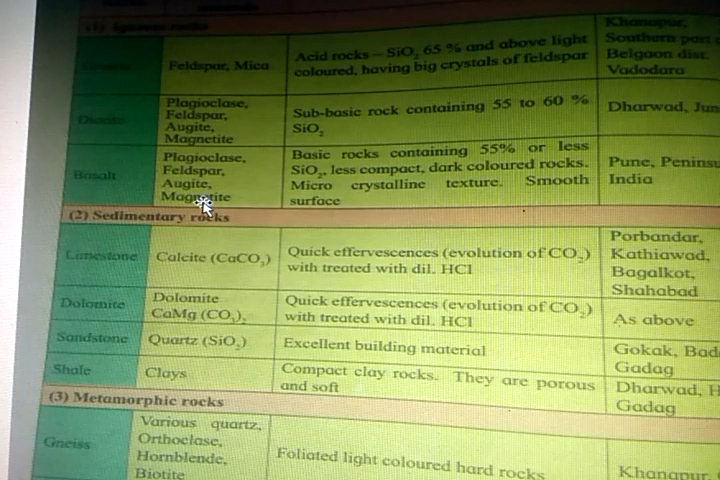 (1) Igneous rocks
Feldspar, Mica
Acid rocks – SiO₂ 65 % and above light
coloured, having big crystals of feldspar
Khanapur,
Southern part
Belgaon dist.
Vadodara
Diorite
Plagioclase,
Feldspar,
Augite,
Magnetite
Sub-basic rock containing 55 to 60 %
SiO₂
Dharwad,
Basalt
Plagioclase,
Feldspar,
Augite,
Magnetite
Basic rocks containing 55% or less
SiO₂, less compact, dark coloured rocks.
Micro crystalline texture. Smooth
surface
Pune,
India
(2) Sedimentary rocks
Limestone
Calcite (CaCO₃)
Quick effervescences (evolution of CO₂)
with treated with dil. HCl
Porbandar,
Kathiawad,
Bagalkot,
Shahabad
Dolomite
Dolomite
CaMg (CO₃)₂
Quick effervescences (evolution of CO₂)
with treated with dil. HCl
As above
Sandstone
Quartz (SiO₂)
Excellent building material
Gokak,
Gadag
Shale
Clays
Compact clay rocks. They are porous
and soft
Dharwad,
Gadag
(3) Metamorphic rocks
Gneiss
Various quartz,
Orthoclase,
Hornblende,
Biotite
Foliated light coloured hard rocks
Khanapur,